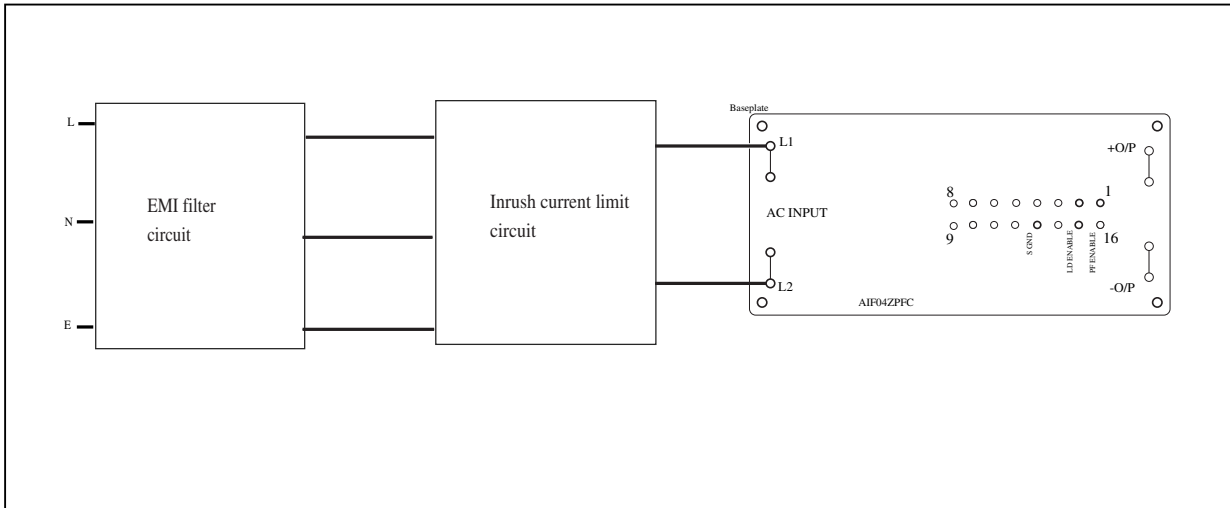 L
N
E
EMI filter
circuit
Inrush current limit
circuit
Baseplate
L1
AC INPUT
L2
8
1
9
16
S GND
LD ENABLE
PF ENABLE
+O/P
-O/P
AIF04ZPFC